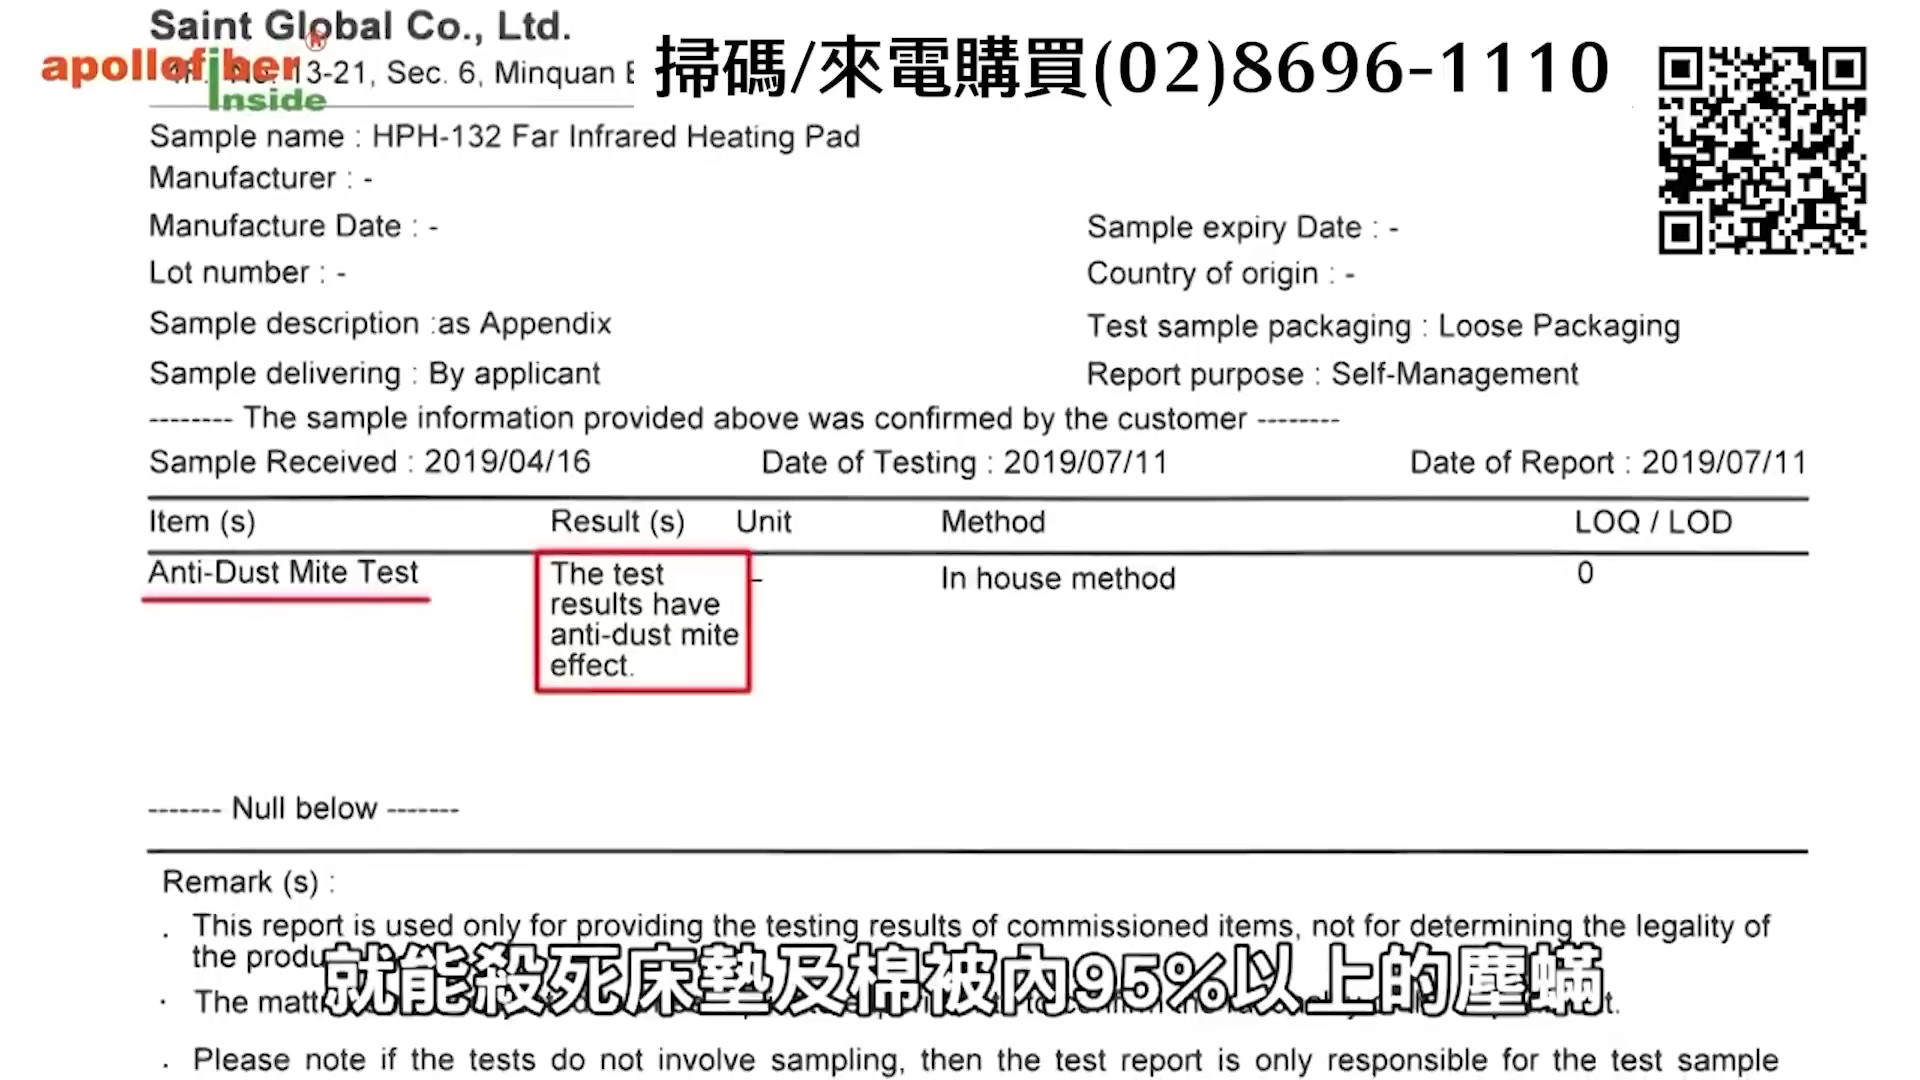 Saint Global Co., Ltd.
apollofiber
inside
13-21, Sec. 6, Minquan
掃碼/來電購買(02)8696-1110
Sample name : HPH-132 Far Infrared Heating Pad
Manufacturer : -
Manufacture Date : -
Sample expiry Date : -
Lot number : -
Country of origin : -
Sample description :as Appendix
Test sample packaging : Loose Packaging
Sample delivering : By applicant
Report purpose : Self-Management
-------- The sample information provided above was confirmed by the customer --------
Sample Received : 2019/04/16 Date of Testing : 2019/07/11 Date of Report : 2019/07/11
Item (s) Result (s) Unit Method LOQ / LOD
Anti-Dust Mite Test
The test
results have
anti-dust mite
effect.
-
In house method
0
------- Null below -------
Remark (s) :
. This report is used only for providing the testing results of commissioned items, not for determining the legality of
the
就能殺死床墊及棉被內95%以上的塵蟎
. The
. Please note if the tests do not involve sampling, then the test report is only responsible for the test sample